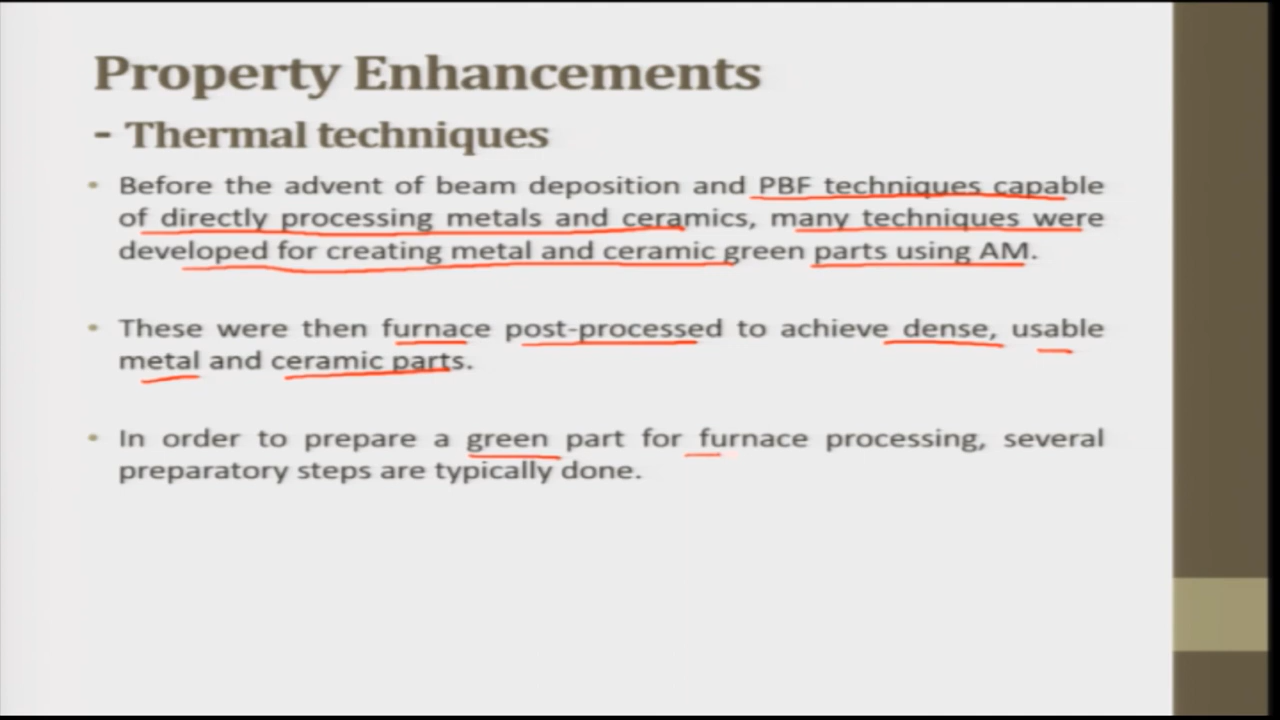 Property Enhancements
- Thermal techniques
• Before the advent of beam deposition and PBF techniques capable
of directly processing metals and ceramics, many techniques were
developed for creating metal and ceramic green parts using AM.
• These were then furnace post-processed to achieve dense, usable
metal and ceramic parts.
• In order to prepare a green part for furnace processing, several
preparatory steps are typically done.